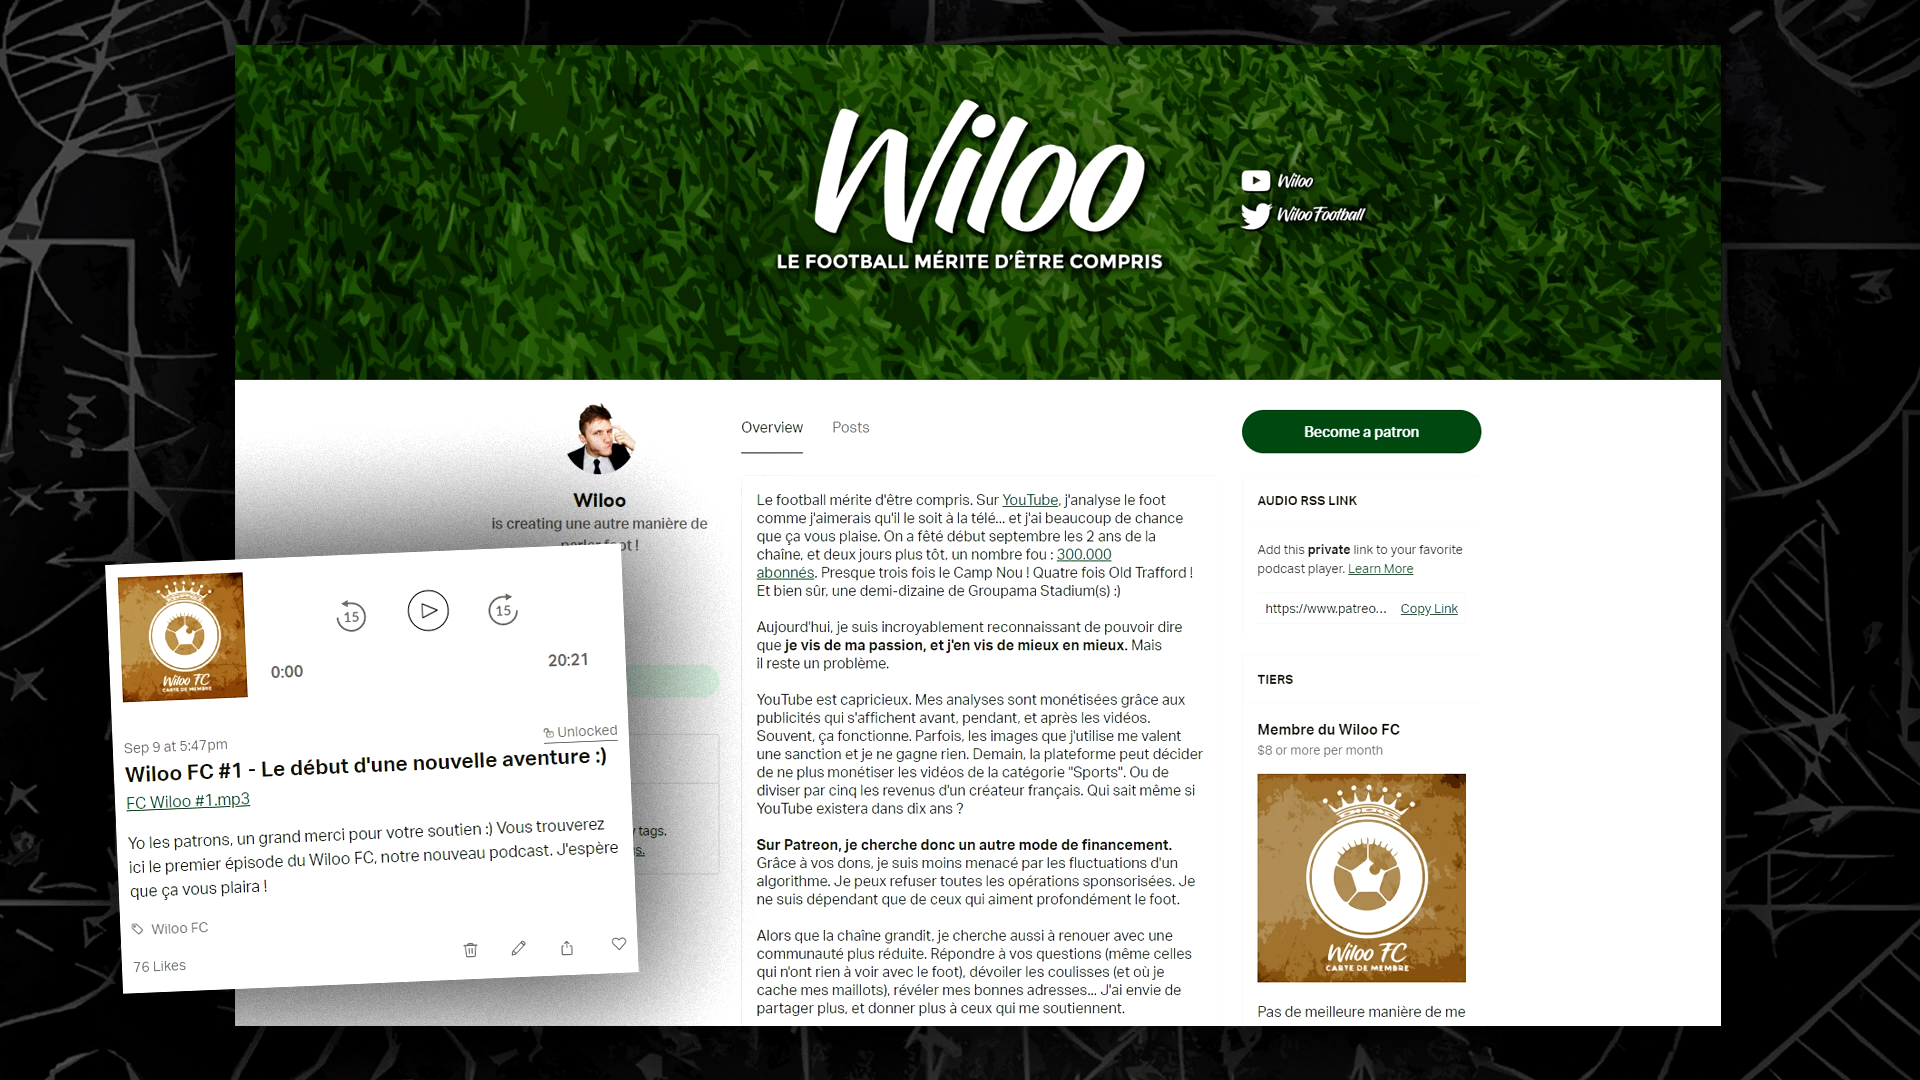 Wiloo
LE FOOTBALL MÉRITE D'ÊTRE COMPRIS
Wiloo
WilooFootball
Wiloo
is creating une autre manière de
parler foot !
Overview
Posts
Le football mérite d'être compris. Sur YouTube, j'analyse le foot
comme j'aimerais qu'il le soit à la télé... et j'ai beaucoup de chance
que ça vous plaise. On a fêté début septembre les 2 ans de la
chaîne, et deux jours plus tôt, un nombre fou : 300.000
abonnés. Presque trois fois le Camp Nou ! Quatre fois Old Trafford !
Et bien sûr, une demi-dizaine de Groupama Stadium(s) :)
Aujourd'hui, je suis incroyablement reconnaissant de pouvoir dire
que je vis de ma passion, et j'en vis de mieux en mieux. Mais
il reste un problème.
YouTube est capricieux. Mes analyses sont monétisées grâce aux
publicités qui s'affichent avant, pendant, et après les vidéos.
Souvent, ça fonctionne. Parfois, les images que j'utilise me valent
une sanction et je ne gagne rien. Demain, la plateforme peut décider
de ne plus monétiser les vidéos de la catégorie "Sports". Ou de
diviser par cinq les revenus d'un créateur français. Qui sait même si
YouTube existera dans dix ans ?
Sur Patreon, je cherche donc un autre mode de financement.
Grâce à vos dons, je suis moins menacé par les fluctuations d'un
algorithme. Je peux refuser toutes les opérations sponsorisées. Je
ne suis dépendant que de ceux qui aiment profondément le foot.
Alors que la chaîne grandit, je cherche aussi à renouer avec une
communauté plus réduite. Répondre à vos questions (même celles
qui n'ont rien à voir avec le foot), dévoiler les coulisses (et où je
cache mes maillots), révéler mes bonnes adresses... J'ai envie de
partager plus, et donner plus à ceux qui me soutiennent.
Become a patron
AUDIO RSS LINK
Add this private link to your favorite
podcast player. Learn More
https://www.patreo... Copy Link
TIERS
Membre du Wiloo FC
$8 or more per month
Wiloo FC
CARTE DE MEMBRE
Pas de meilleure manière de me
Wiloo FC
CARTE DE MEMBRE
15
15
0:00
20:21
Sep 9 at 5:47pm
Unlocked
Wiloo FC #1 - Le début d'une nouvelle aventure :)
FC Wiloo #1.mp3
Yo les patrons, un grand merci pour votre soutien :) Vous trouverez
ici le premier épisode du Wiloo FC, notre nouveau podcast. J'espère
que ça vous plaira !
Wiloo FC
76 Likes
tags.